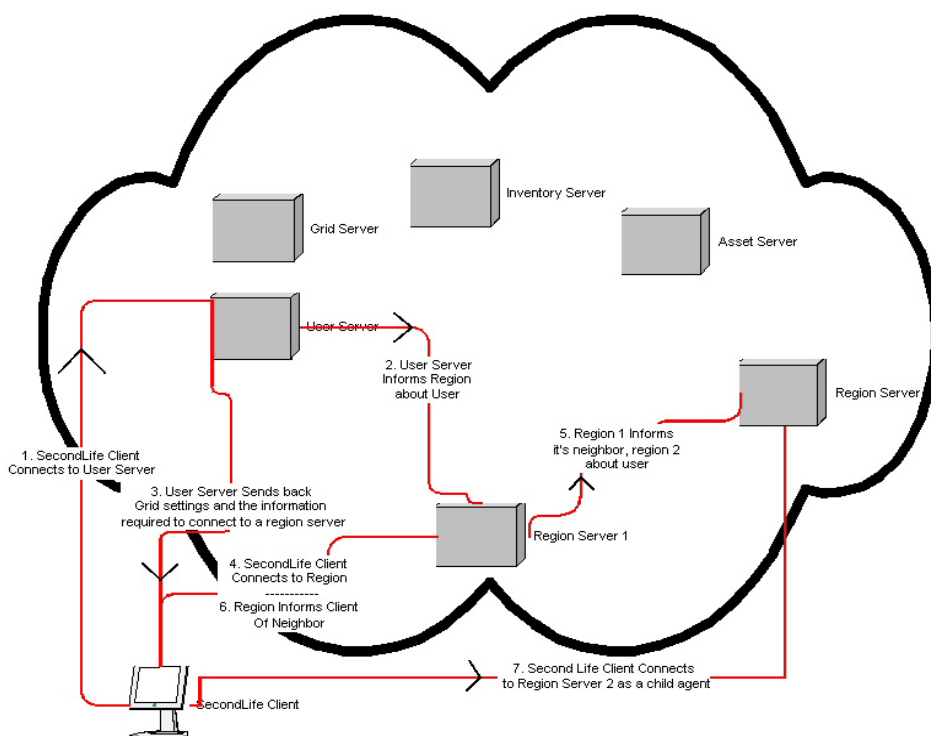 Inventory Server
Grid Server
Asset Server
User Server
2. User Server
Informs Region
about User
Region Server
5. Region 1 Informs
it's neighbor, region 2
about user
1. SecondLife Client
Connects to User Server
3. User Server Sends back
Grid settings and the information
required to connect to a region server
Region Server 1
4. SecondLife Client
Connects to Region
-----------
6. Region Informs Client
Of Neighbor
7. Second Life Client Connects
to Region Server 2 as a child agent
SecondLife Client